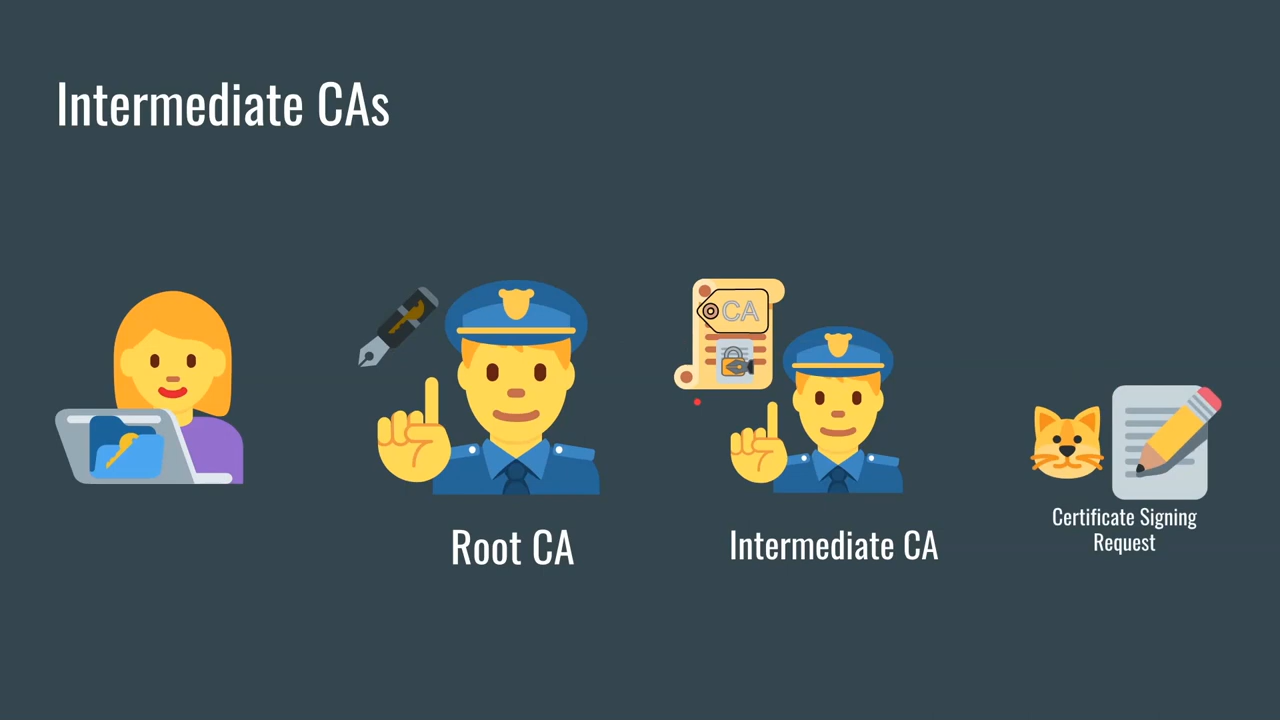 Intermediate CAs
CA
Root CA
Intermediate CA
Certificate Signing
Request